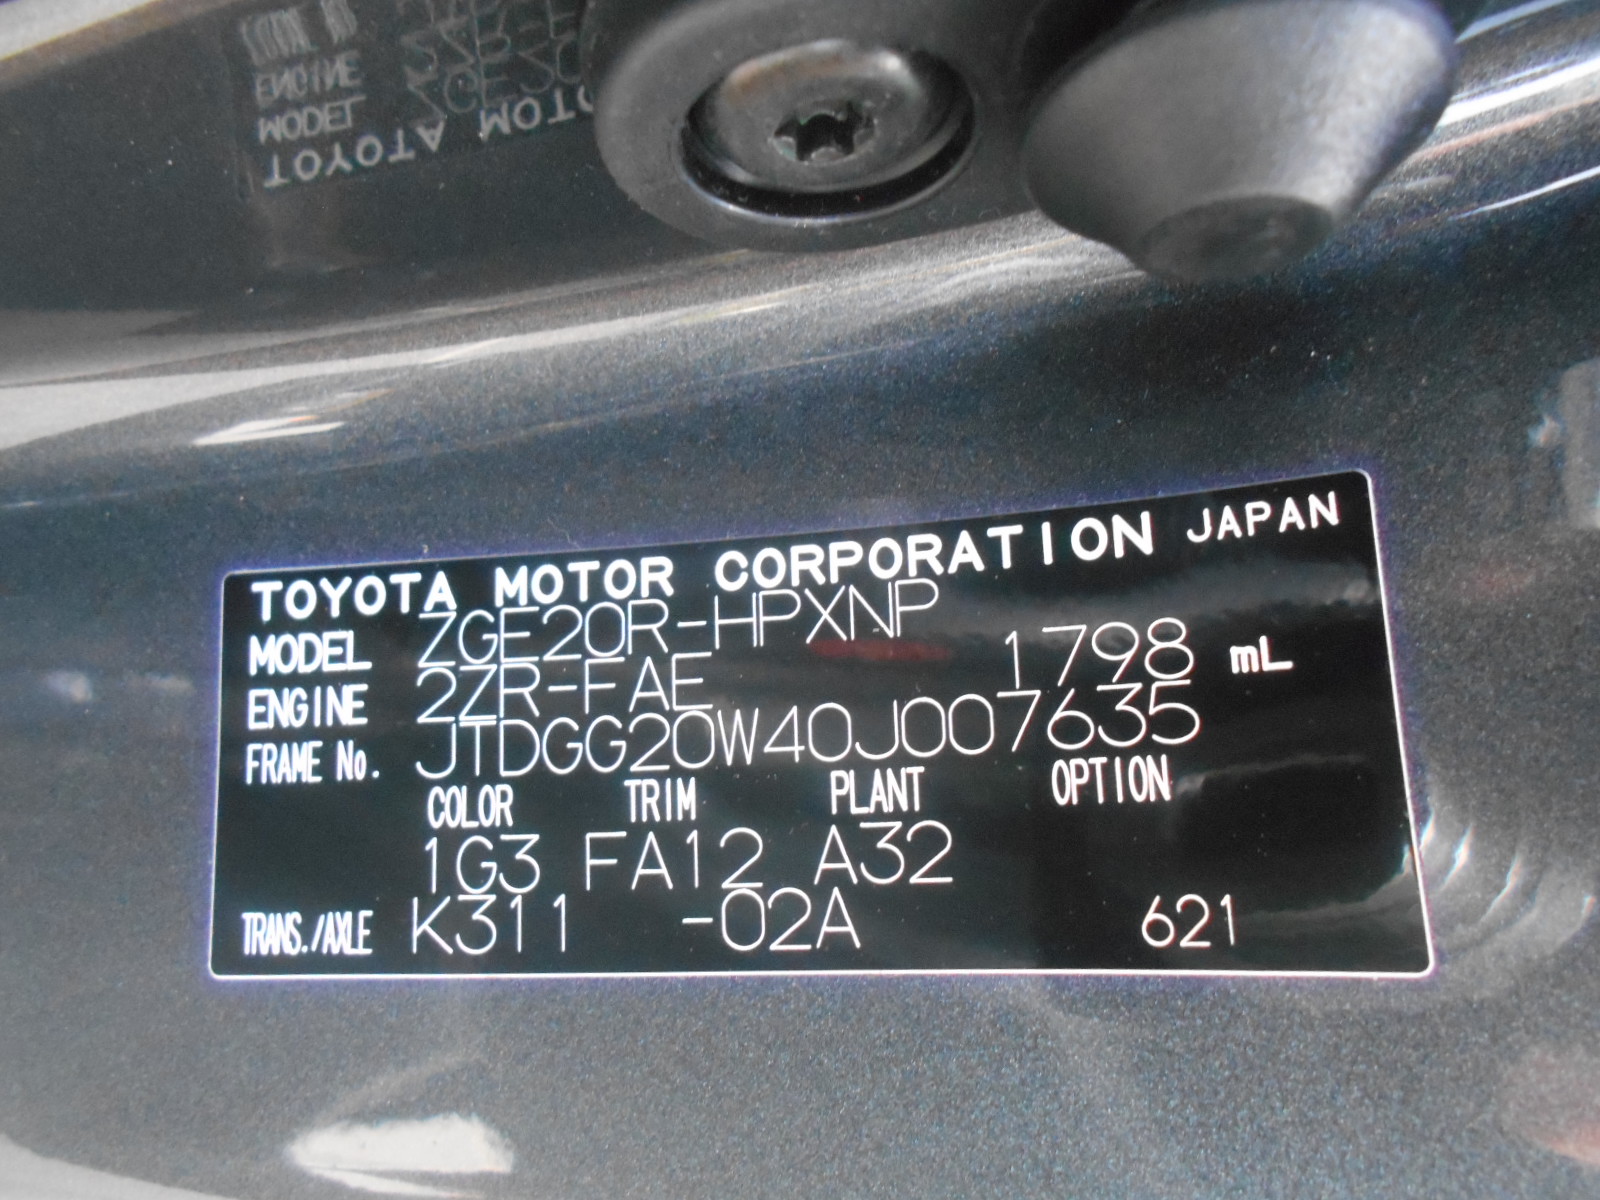 TOYOTA MOTOR CORPORATION JAPAN
MODEL ZGE20R-HPXNP
ENGINE 2ZR-FAE 1798 mL
FRAME No. JTDGG20W40J007635
COLOR TRIM PLANT OPTION
1G3 FA12 A32
TRANS./AXLE K311 -02A 621